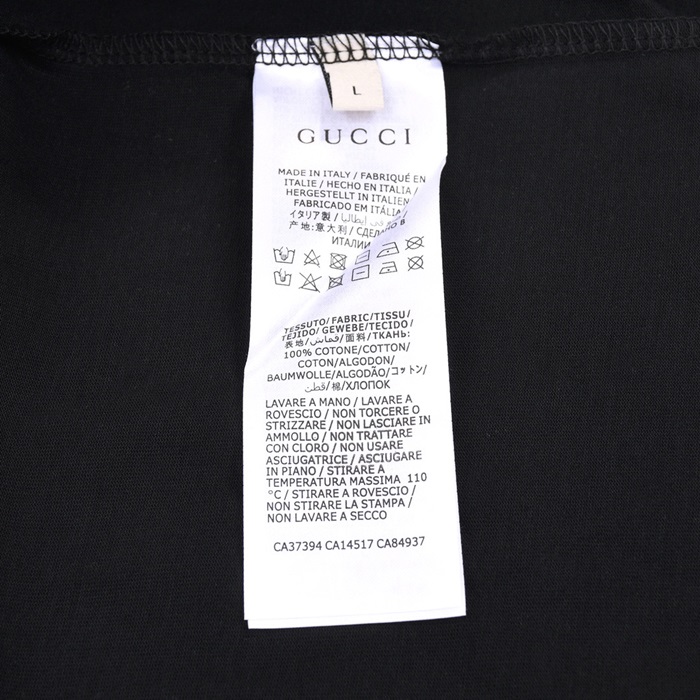 L
GUCCI
MADE IN ITALY / FABRIQUÉ EN
ITALIE / HECHO EN ITALIA /
HERGESTELLT IN ITALIEN
FABRICADO EM ITÁLIA/
イタリア製 / في إيطاليا /
产地:意大利 / СДЕЛАНО В
ИТАЛИИ
TESSUTO/FABRIC/TISSU/
TEJIDO/ GEWEBE/TECIDO/
表地/قماش/面料/ТКАНЬ:
100% COTONE/COTTON/
COTON/ALGODON/
BAUMWOLLE/ALGODÃO/コットン/
قطن/棉/ХЛОПОК
LAVARE A MANO / LAVARE A
ROVESCIO / NON TORCERE O
STRIZZARE / NON LASCIARE IN
AMMOLLO / NON TRATTARE
CON CLORO / NON USARE
ASCIUGATRICE / ASCIUGARE
IN PIANO / STIRARE A
TEMPERATURA MASSIMA 110
°C / STIRARE A ROVESCIO /
NON STIRARE LA STAMPA /
NON LAVARE A SECCO
CA37394 CA14517 CA84937